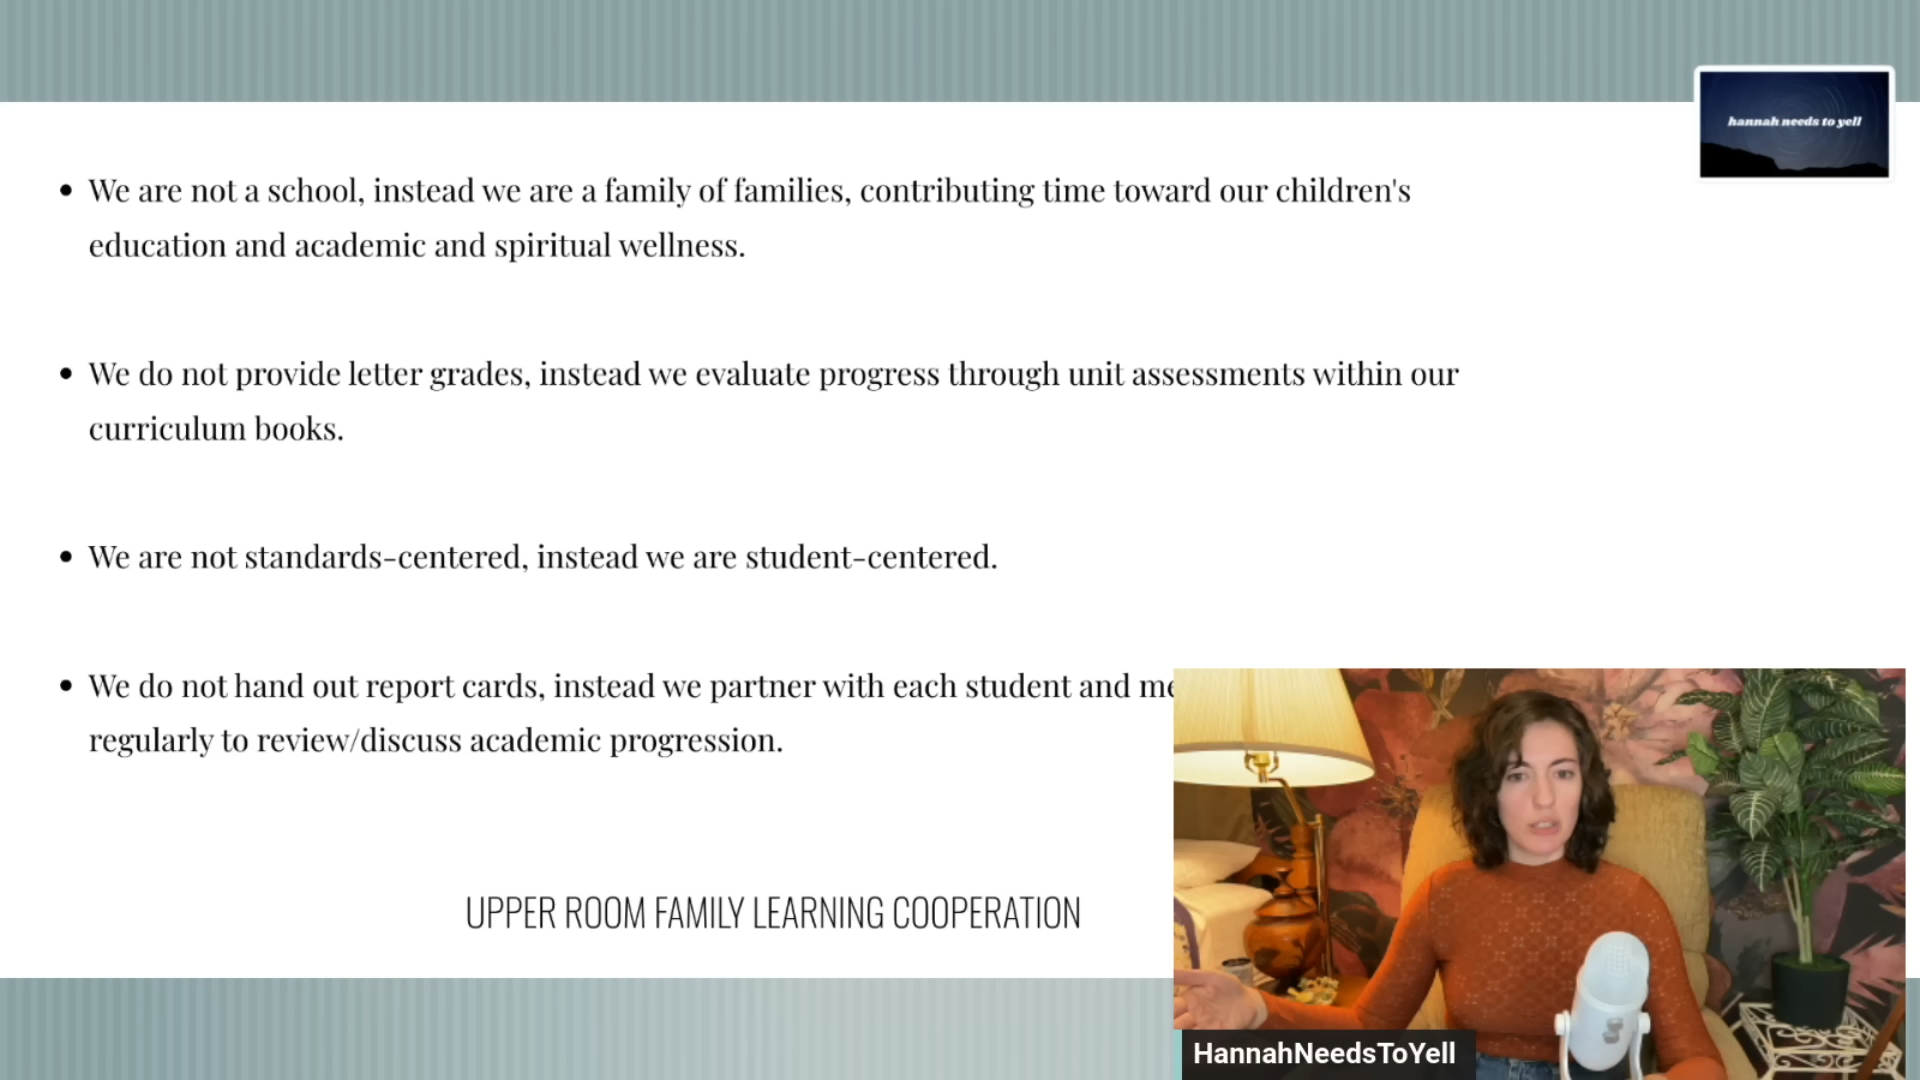 hannah needs to yell
We are not a school, instead we are a family of families, contributing time toward our children's
education and academic and spiritual wellness.
We do not provide letter grades, instead we evaluate progress through unit assessments within our
curriculum books.
We are not standards-centered, instead we are student-centered.
We do not hand out report cards, instead we partner with each student and
regularly to review/discuss academic progression.
UPPER ROOM FAMILY LEARNING COOPERATION
HannahNeedsToYell